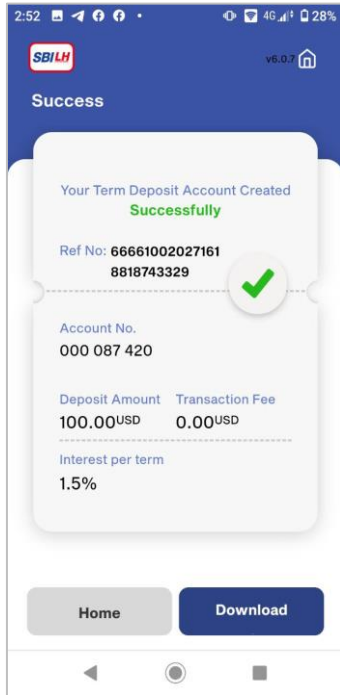 2:52
4G
28%
SBI LH
v6.0.7
Success
Your Term Deposit Account Created
Successfully
Ref No: 66661002027161
8818743329
Account No.
000 087 420
Deposit Amount Transaction Fee
100.00USD 0.00USD
Interest per term
1.5%
Home Download